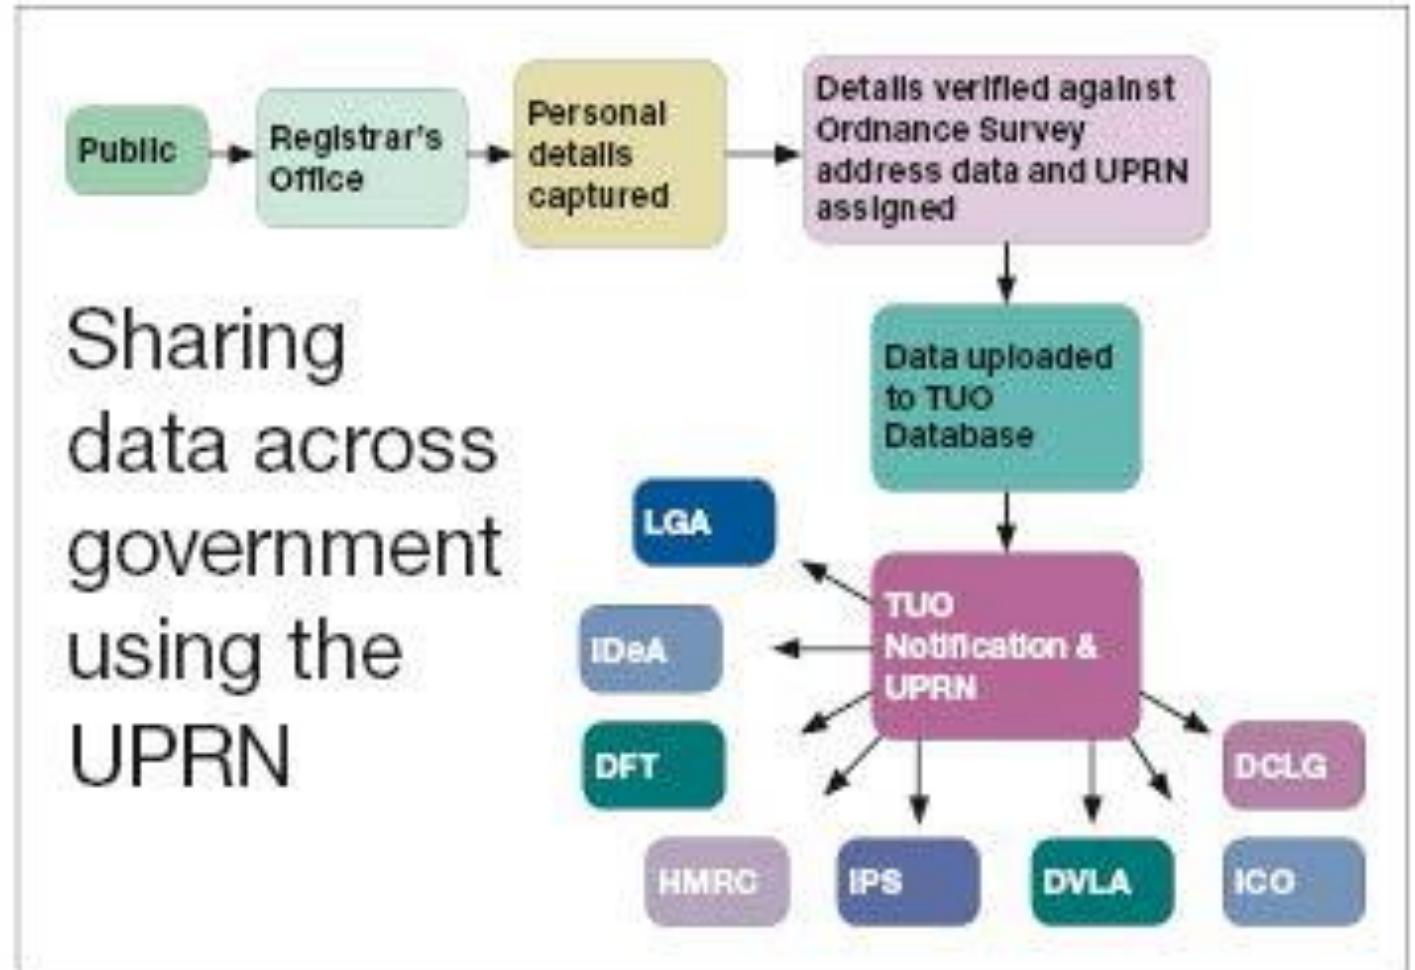 Public
Registrar's
Office
Personal
details
captured
Details verified against
Ordnance Survey
address data and UPRN
assigned
Sharing
data across
government
using the
UPRN
Data uploaded
to TUO
Database
LGA
TUO
Notification &
UPRN
IDeA
DFT
DCLG
HMRC
IPS
DVLA
ICO